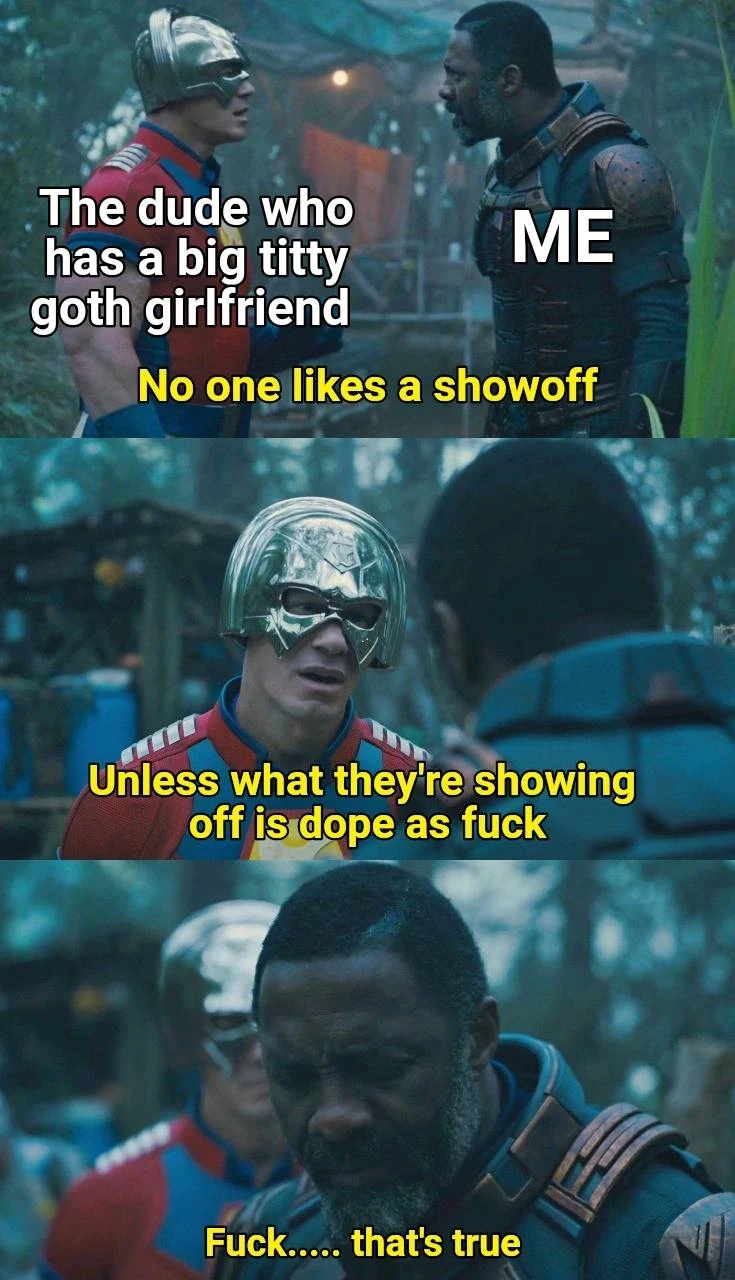 The dude who
has a big titty
goth girlfriend
ME
No one likes a showoff
Unless what they're showing
off is dope as fuck
Fuck..... that's true